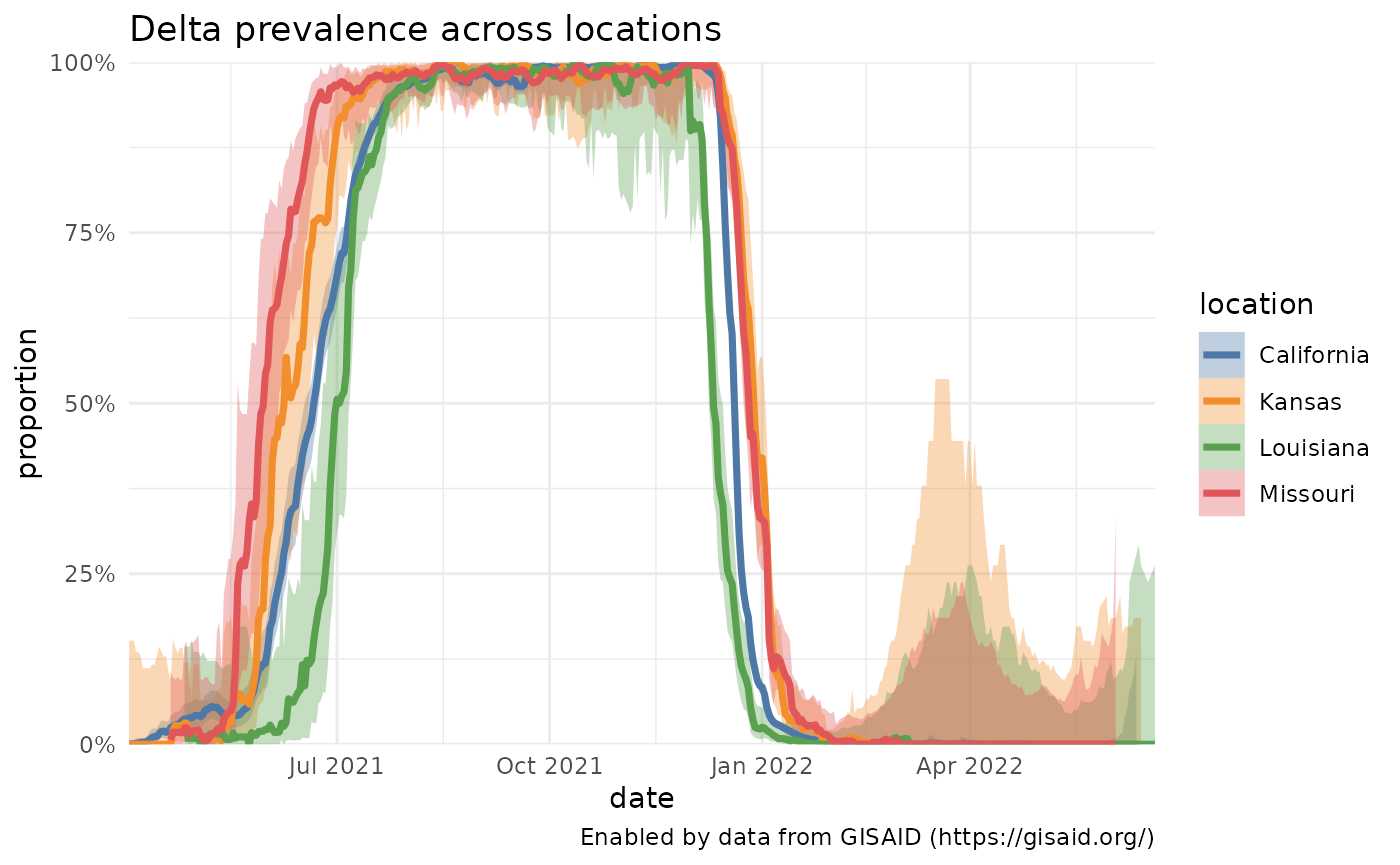 Delta prevalence across locations
100%
75%
50%
25%
0%
proportion
Jul 2021
Oct 2021
Jan 2022
Apr 2022
date
location
California
Kansas
Louisiana
Missouri
Enabled by data from GISAID (https://gisaid.org/)